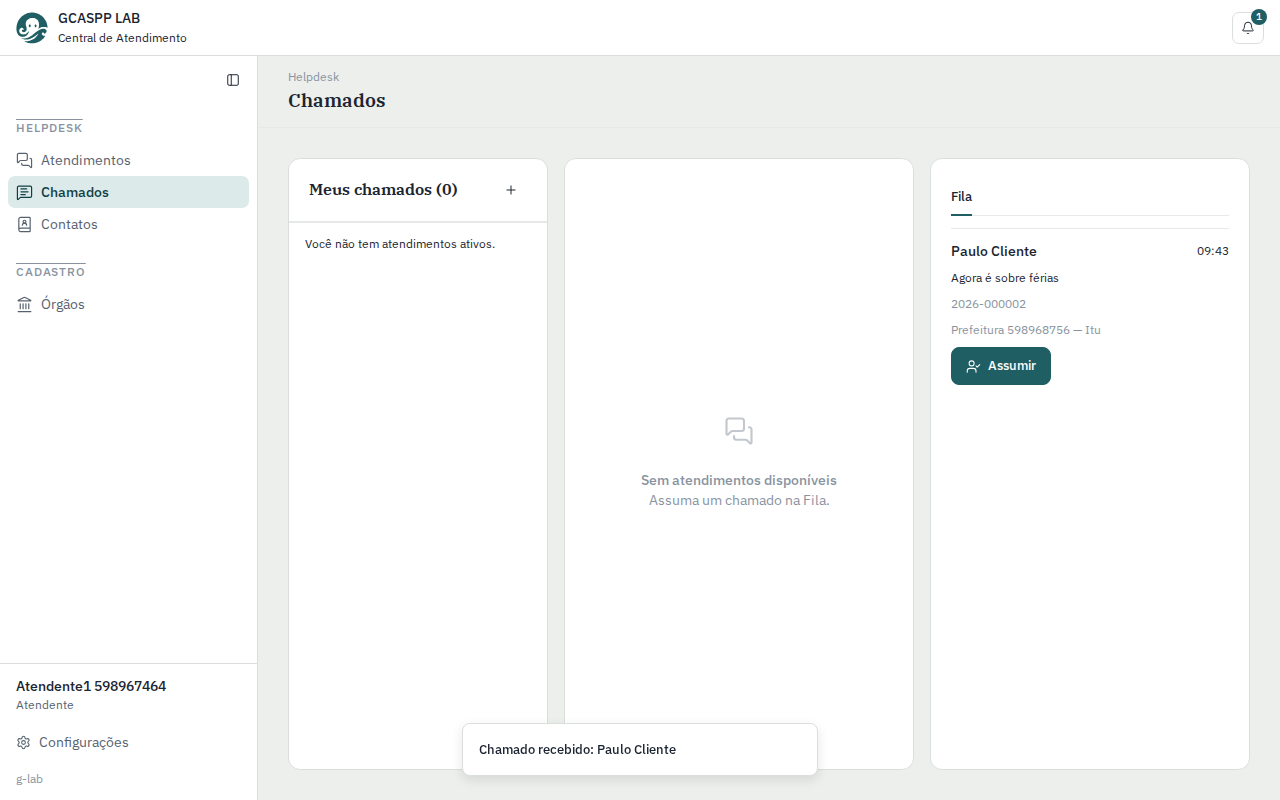 GCASPP LAB
Central de Atendimento
1
HELPDESK
Atendimentos
Chamados
Contatos
CADASTRO
Órgãos
Atendente1 598967464
Atendente
Configurações
g-lab
Helpdesk
Chamados
Meus chamados (0)
Você não tem atendimentos ativos.
Sem atendimentos disponíveis
Assuma um chamado na Fila.
Fila
Paulo Cliente 09:43
Agora é sobre férias
2026-000002
Prefeitura 598968756 — Itu
Assumir
Chamado recebido: Paulo Cliente